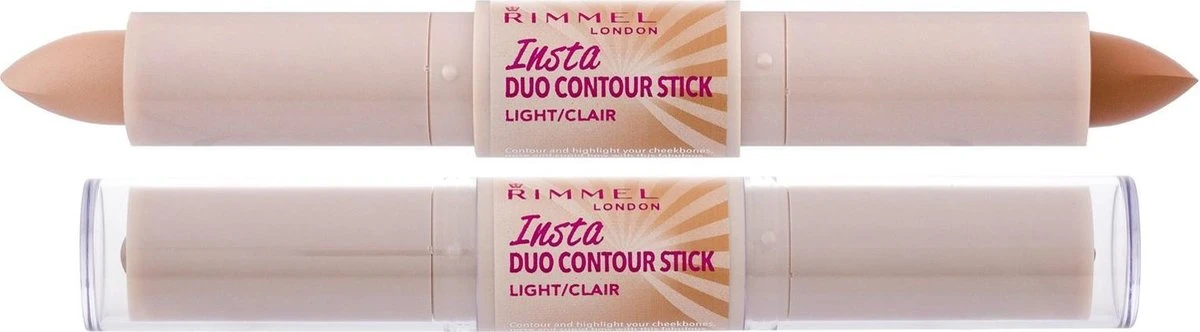 RIMMEL
LONDON
Insta
DUO CONTOUR STICK
LIGHT/CLAIR
Contour and highlight your cheekbones,
RIMMEL
LONDON
Insta
DUO CONTOUR STICK
LIGHT/CLAIR
Contour and highlight your cheekbones,